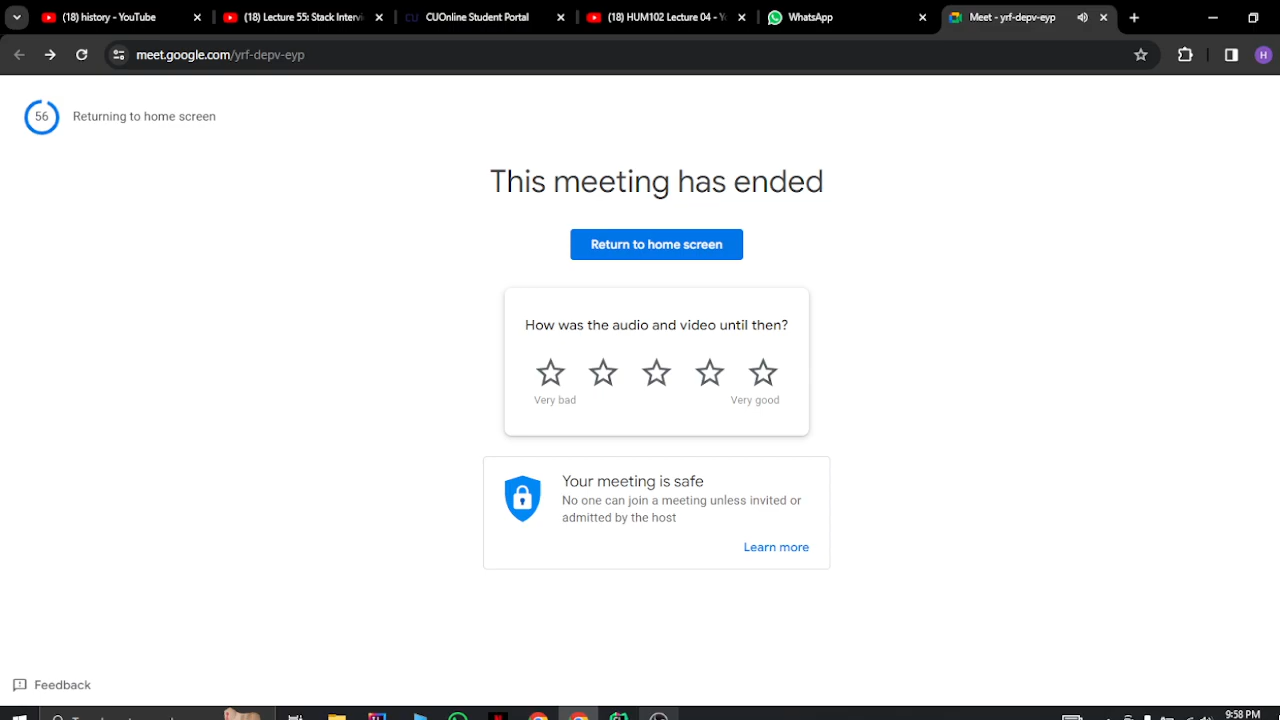 (18) history - YouTube
(18) Lecture 55: Stack Intervi
CU CUOnline Student Portal
(18) HUM102 Lecture 04 - Y
WhatsApp
Meet - yrf-depv-eyp
meet.google.com/yrf-depv-eyp
H
56
Returning to home screen
This meeting has ended
Return to home screen
How was the audio and video until then?
Very bad
Very good
Your meeting is safe
No one can join a meeting unless invited or
admitted by the host
Learn more
Feedback
9:58 PM